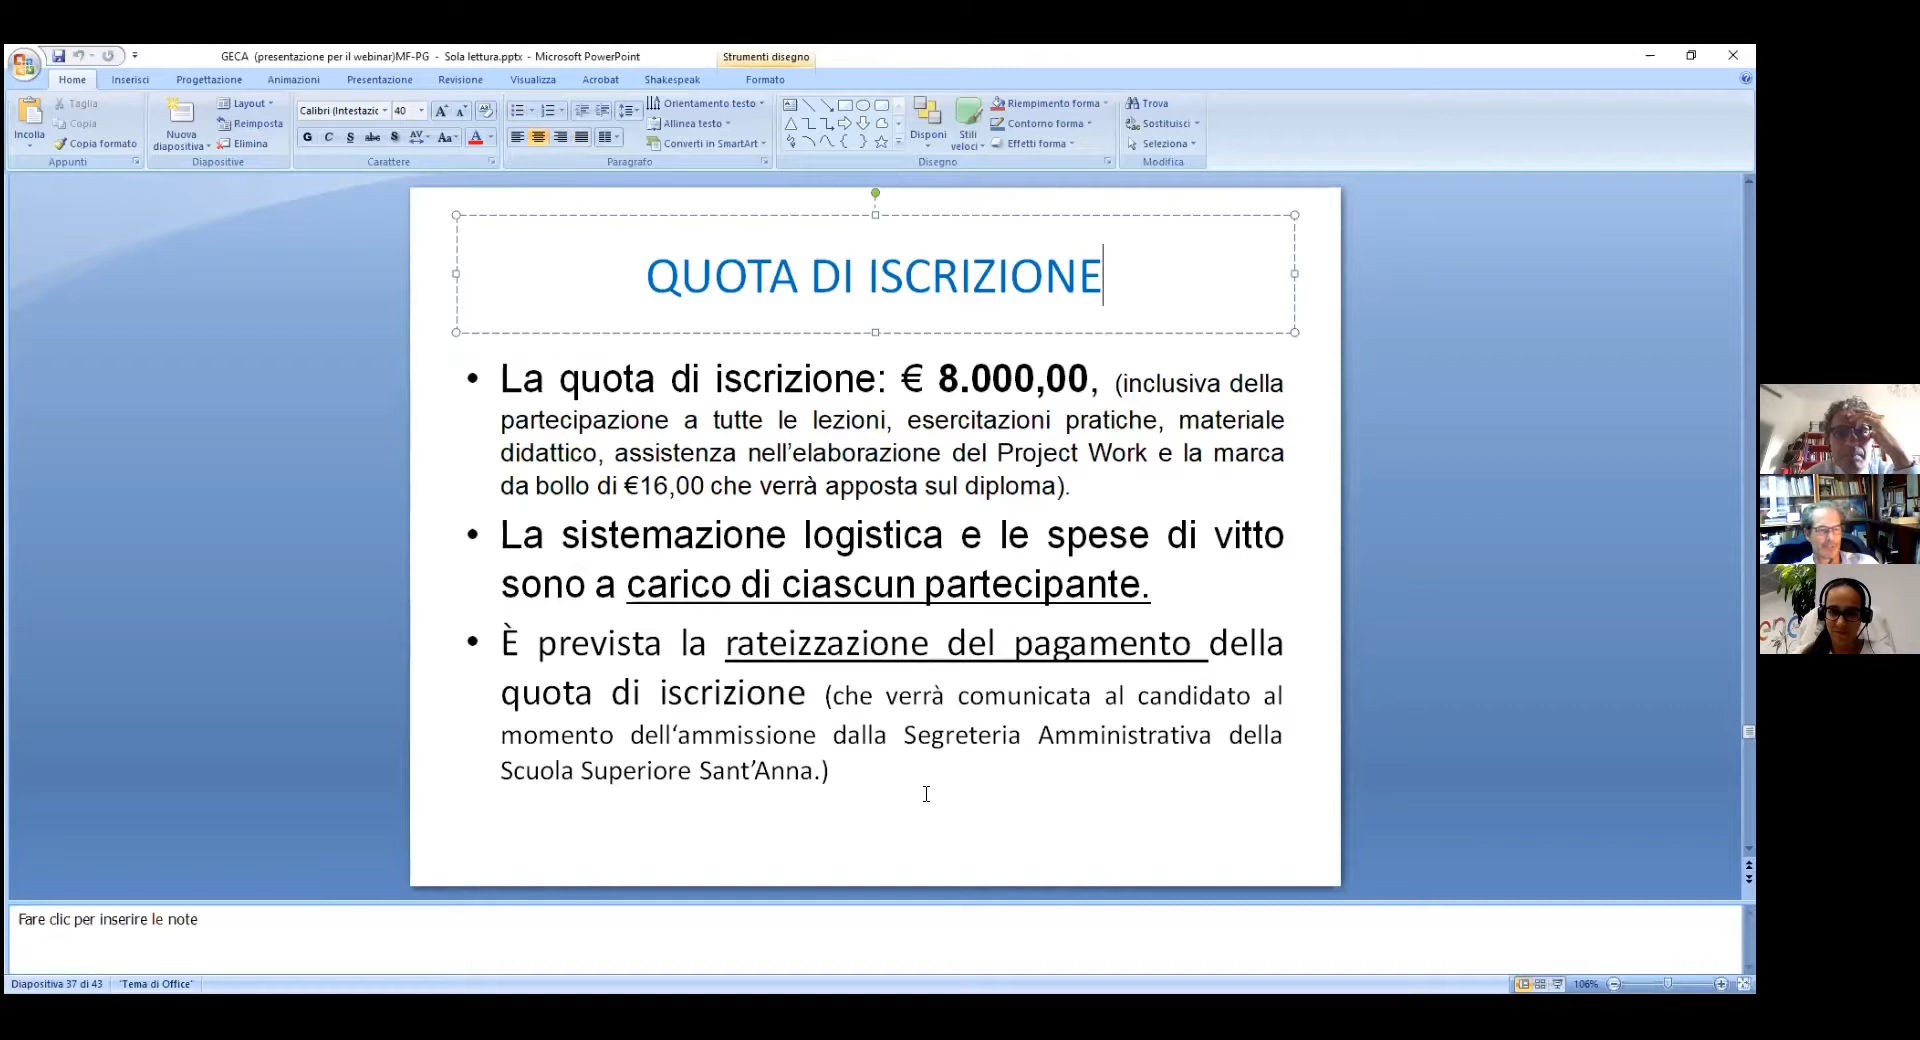 GECA (presentazione per il webinar)MF-PG - Sola lettura.pptx - Microsoft PowerPoint
Strumenti disegno
Home Inserisci Progettazione Animazioni Presentazione Revisione Visualizza Acrobat Shakespeak Formato
Incolla
Taglia
Copia
Copia formato
Appunti
Nuova
diapositiva
Layout
Reimposta
Elimina
Diapositive
Calibri (Intestazic 40
G C S abc S AV Aa A
Carattere
Orientamento testo
Allinea testo
Converti in SmartArt
Paragrafo
Disponi
Stili
veloci
Riempimento forma
Contorno forma
Effetti forma
Disegno
Trova
Sostituisci
Seleziona
Modifica
QUOTA DI ISCRIZIONE
• La quota di iscrizione: € 8.000,00, (inclusiva della
partecipazione a tutte le lezioni, esercitazioni pratiche, materiale
didattico, assistenza nell’elaborazione del Project Work e la marca
da bollo di €16,00 che verrà apposta sul diploma).
• La sistemazione logistica e le spese di vitto
sono a carico di ciascun partecipante.
• È prevista la rateizzazione del pagamento della
quota di iscrizione (che verrà comunicata al candidato al
momento dell‘ammissione dalla Segreteria Amministrativa della
Scuola Superiore Sant’Anna.)
Fare clic per inserire le note
Diapositiva 37 di 43 "Tema di Office" 106%